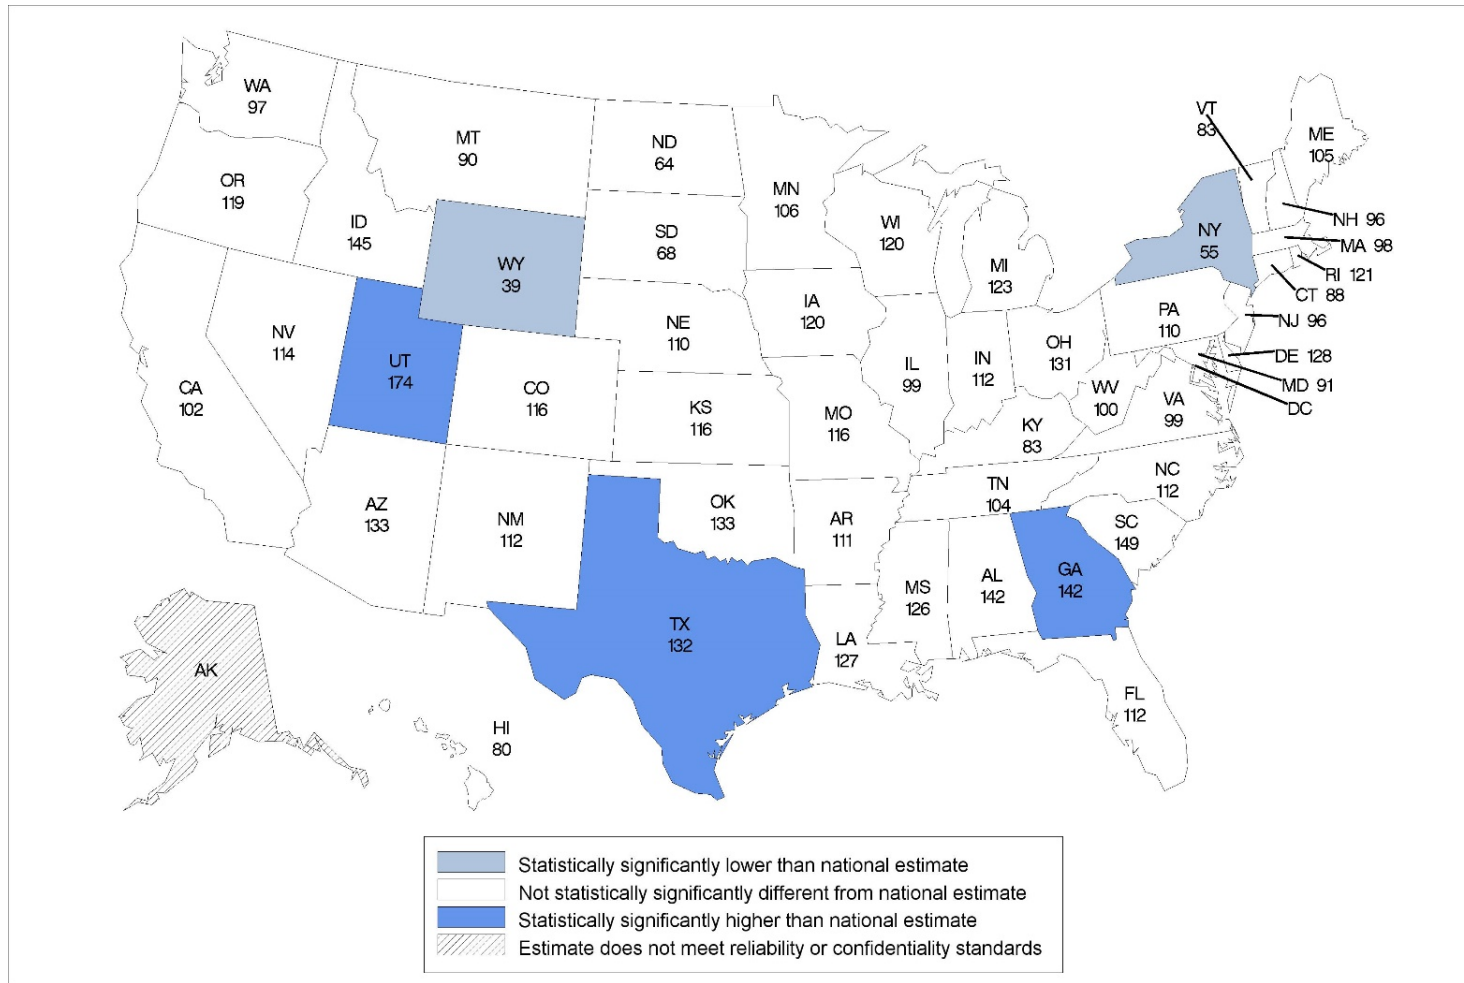 WA
97
OR
119
CA
102
NV
114
ID
145
MT
90
WY
39
UT
174
CO
116
AZ
133
NM
112
ND
64
SD
68
NE
110
KS
116
OK
133
TX
132
MN
106
IA
120
MO
116
AR
111
LA
127
WI
120
IL
99
MI
123
IN
112
OH
131
KY
83
TN
104
MS
126
AL
142
GA
142
FL
112
SC
149
NC
112
VA
99
WV
100
PA
110
NY
55
VT
83
ME
105
NH 96
MA 98
RI 121
CT 88
NJ 96
DE 128
MD 91
DC
AK
HI
80
Statistically significantly lower than national estimate
Not statistically significantly different from national estimate
Statistically significantly higher than national estimate
Estimate does not meet reliability or confidentiality standards